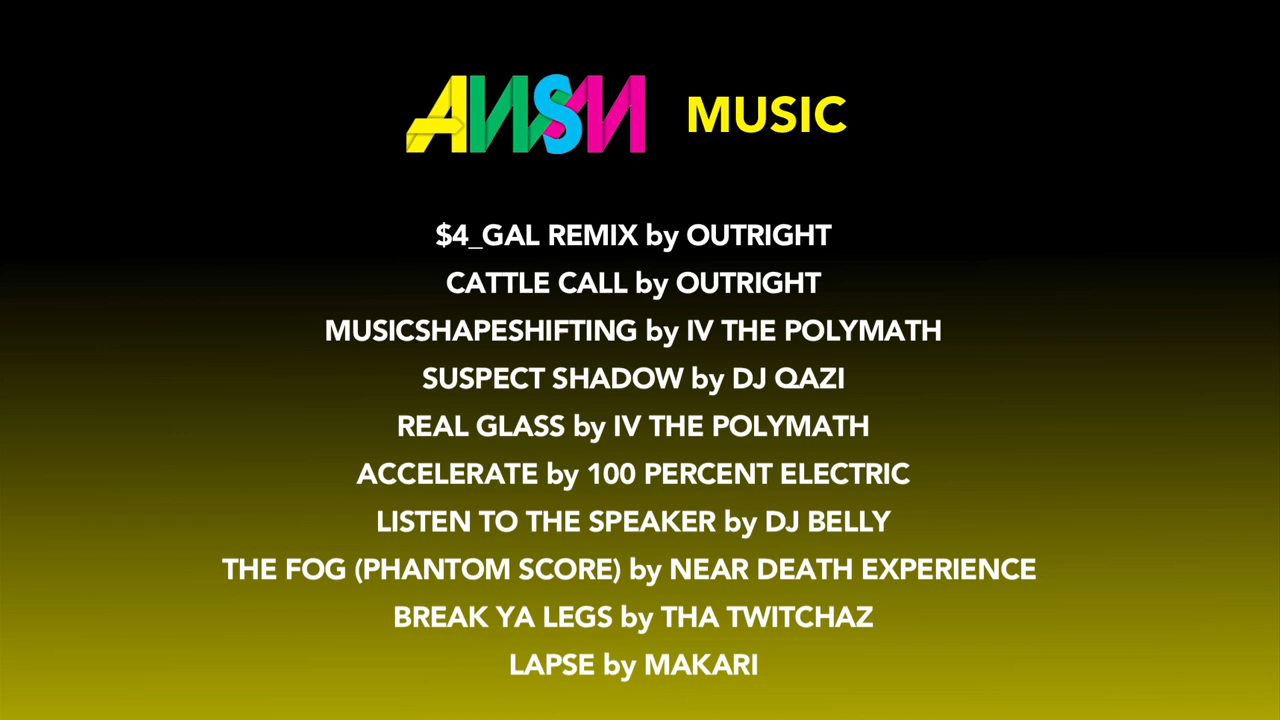 AWSM MUSIC
$4_GAL REMIX by OUTRIGHT
CATTLE CALL by OUTRIGHT
MUSICSHAPESHIFTING by IV THE POLYMATH
SUSPECT SHADOW by DJ QAZI
REAL GLASS by IV THE POLYMATH
ACCELERATE by 100 PERCENT ELECTRIC
LISTEN TO THE SPEAKER by DJ BELLY
THE FOG (PHANTOM SCORE) by NEAR DEATH EXPERIENCE
BREAK YA LEGS by THA TWITCHAZ
LAPSE by MAKARI